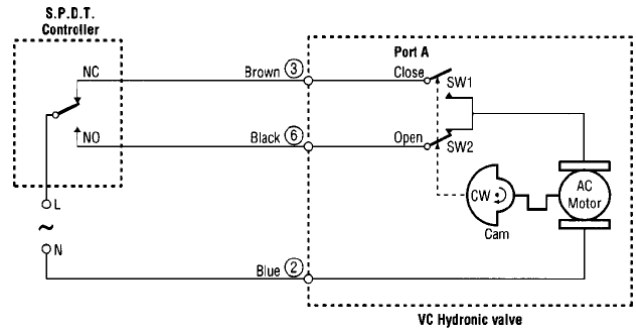 S.P.D.T.
Controller
Port A
NC
Brown 3
Close
SW1
NO
Black 6
Open
SW2
L
~
N
CW
AC
Motor
Cam
Blue 2
VC Hydronic valve